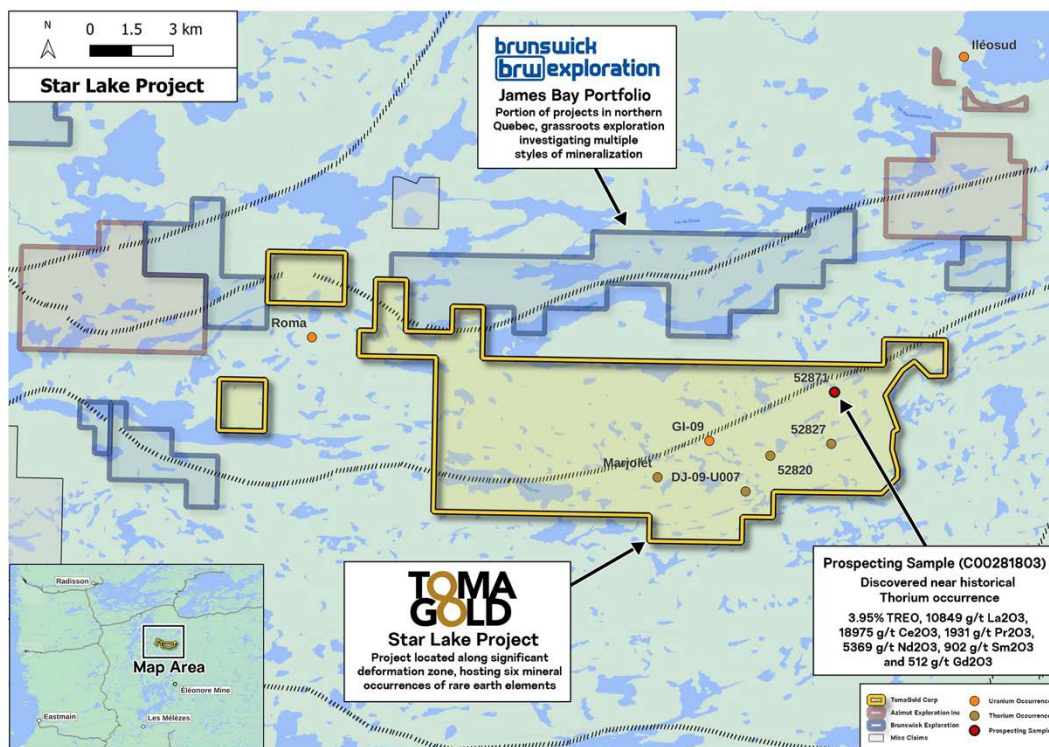 N
0 1.5 3 km
Star Lake Project
brunswick
brw exploration
James Bay Portfolio
Portion of projects in northern
Quebec, grassroots exploration
investigating multiple
styles of mineralization
Iléosud
Roma
52871
GI-09
52827
Marjolet
52820
DJ-09-U007
TOMA
GOLD
Star Lake Project
Project located along significant
deformation zone, hosting six mineral
occurrences of rare earth elements
Prospecting Sample (C00281803)
Discovered near historical
Thorium occurrence
3.95% TREO, 10849 g/t La2O3,
18975 g/t Ce2O3, 1931 g/t Pr2O3,
5369 g/t Nd2O3, 902 g/t Sm2O3
and 512 g/t Gd2O3
Radisson
Map Area
Éléonore Mine
Eastmain
Les Mélèzes
TomaGold Corp
Azimut Exploration Inc
Brunswick Exploration
Misc Claims
Uranium Occurrence
Thorium Occurrence
Prospecting Sample